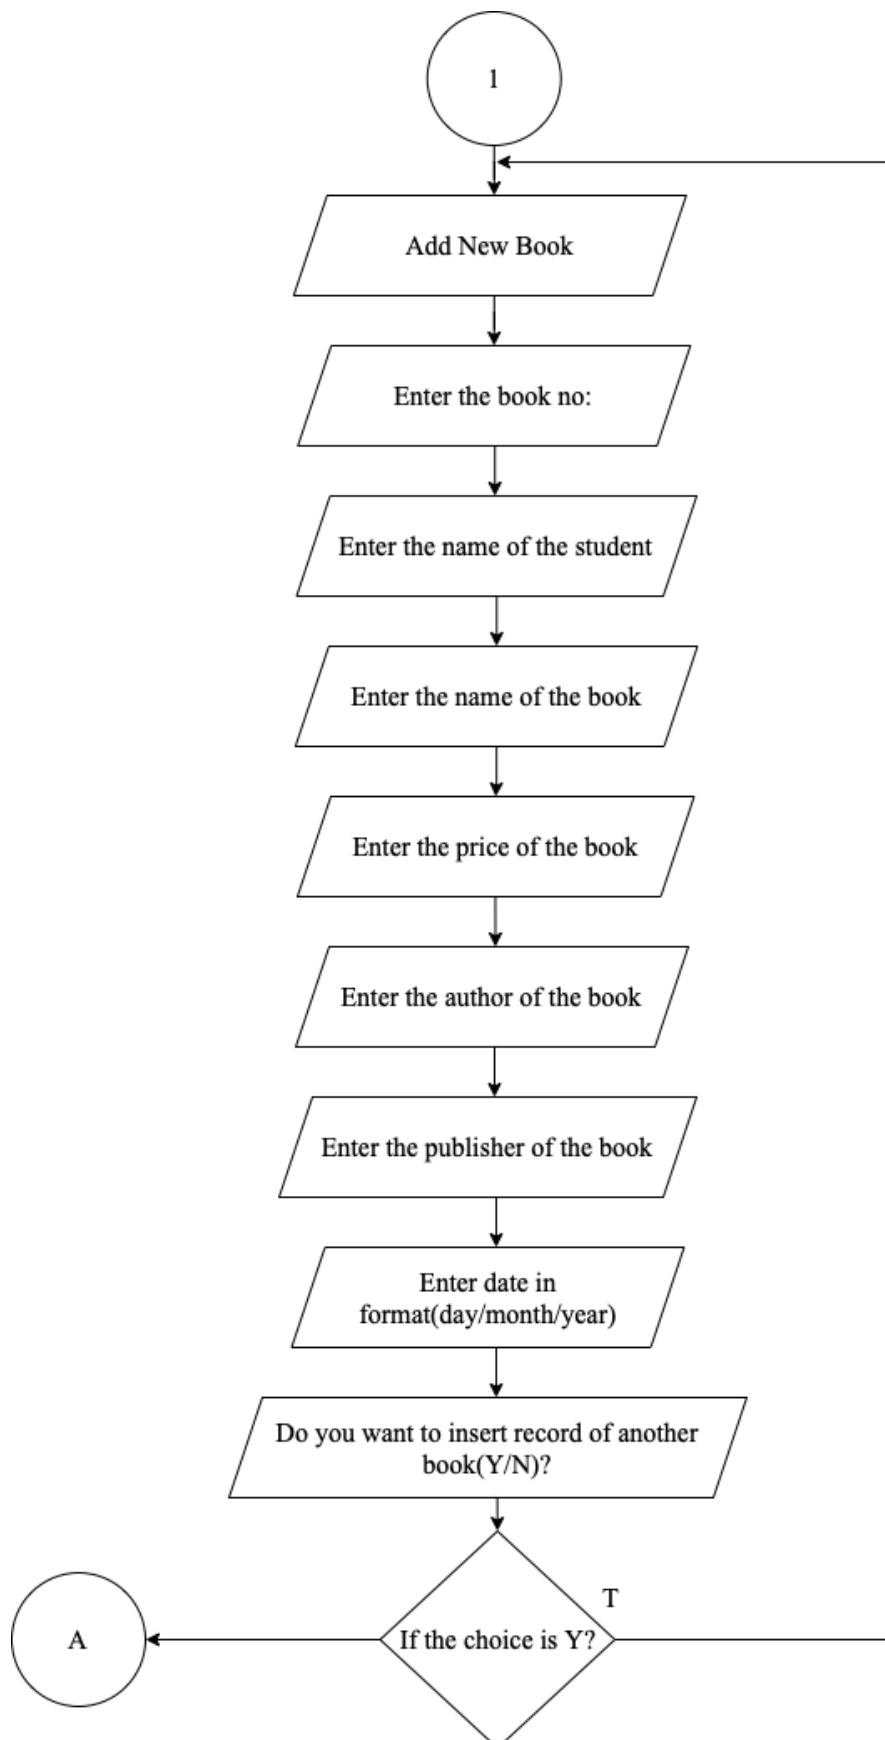 1
Add New Book
Enter the book no:
Enter the name of the student
Enter the name of the book
Enter the price of the book
Enter the author of the book
Enter the publisher of the book
Enter date in
format(day/month/year)
Do you want to insert record of another
book(Y/N)?
T
A
If the choice is Y?